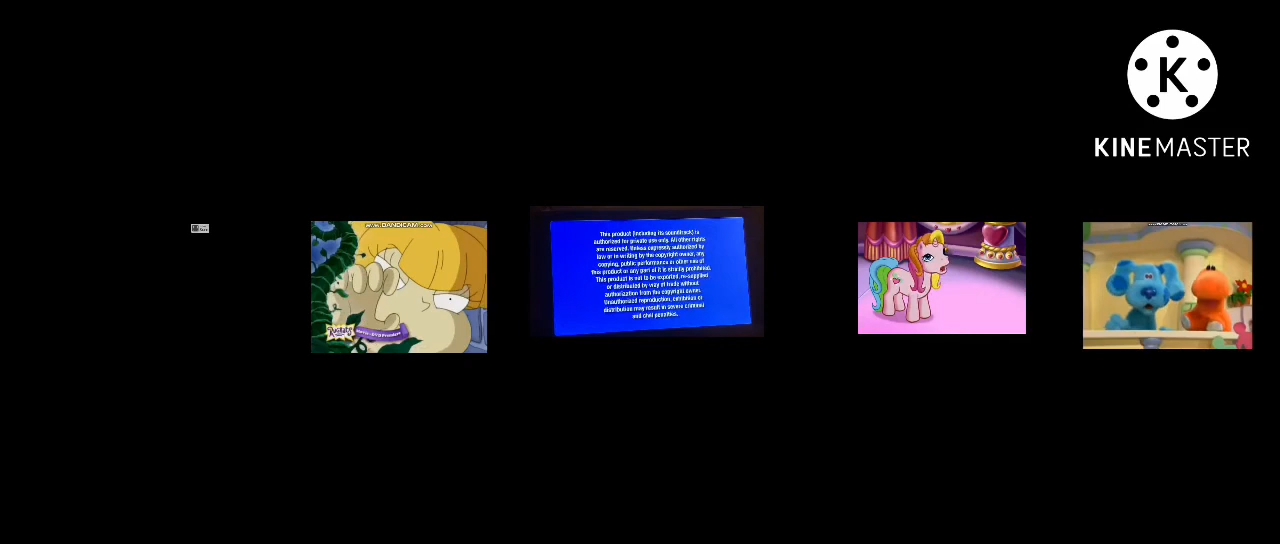 KINEMASTER
www.BANDICAM.com
This product (including its soundtrack) is
authorized for private use only. All other rights
are reserved. Unless expressly authorized by
law or in writing by the copyright owner, any
copying, public performance or other use of
this product or any part of it is strictly prohibited.
This product is not to be exported, re-supplied
or distributed by way of trade without
authorization from the copyright owner.
Unauthorized reproduction, exhibition or
distribution may result in severe criminal
and civil penalties.